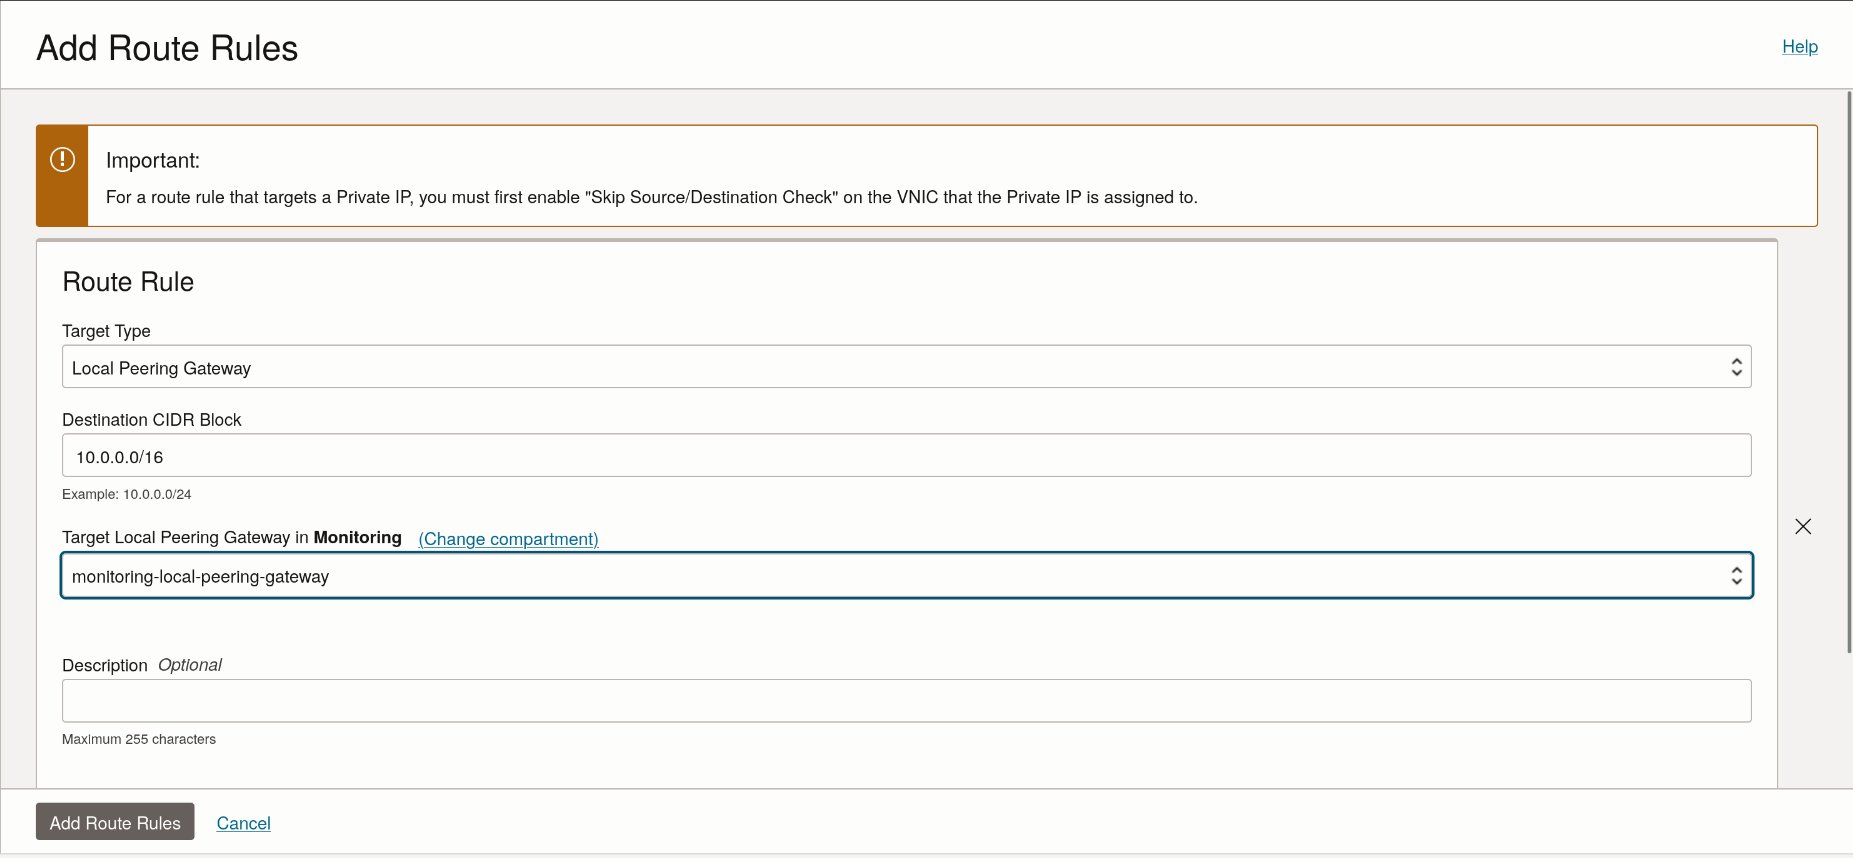 Add Route Rules
Help
Important:
For a route rule that targets a Private IP, you must first enable "Skip Source/Destination Check" on the VNIC that the Private IP is assigned to.
Route Rule
Target Type
Local Peering Gateway
Destination CIDR Block
10.0.0.0/16
Example: 10.0.0.0/24
Target Local Peering Gateway in Monitoring (Change compartment)
monitoring-local-peering-gateway
Description Optional
Maximum 255 characters
Add Route Rules Cancel